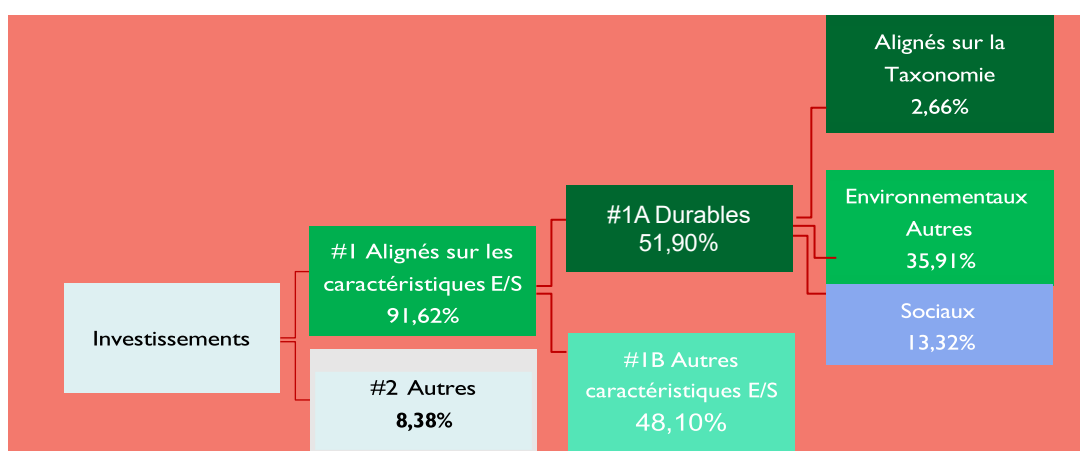 Investissements
#1 Alignés sur les
caractéristiques E/S
91,62%
#2 Autres
8,38%
#1A Durables
51,90%
#1B Autres
caractéristiques E/S
48,10%
Alignés sur la
Taxonomie
2,66%
Environnementaux
Autres
35,91%
Sociaux
13,32%